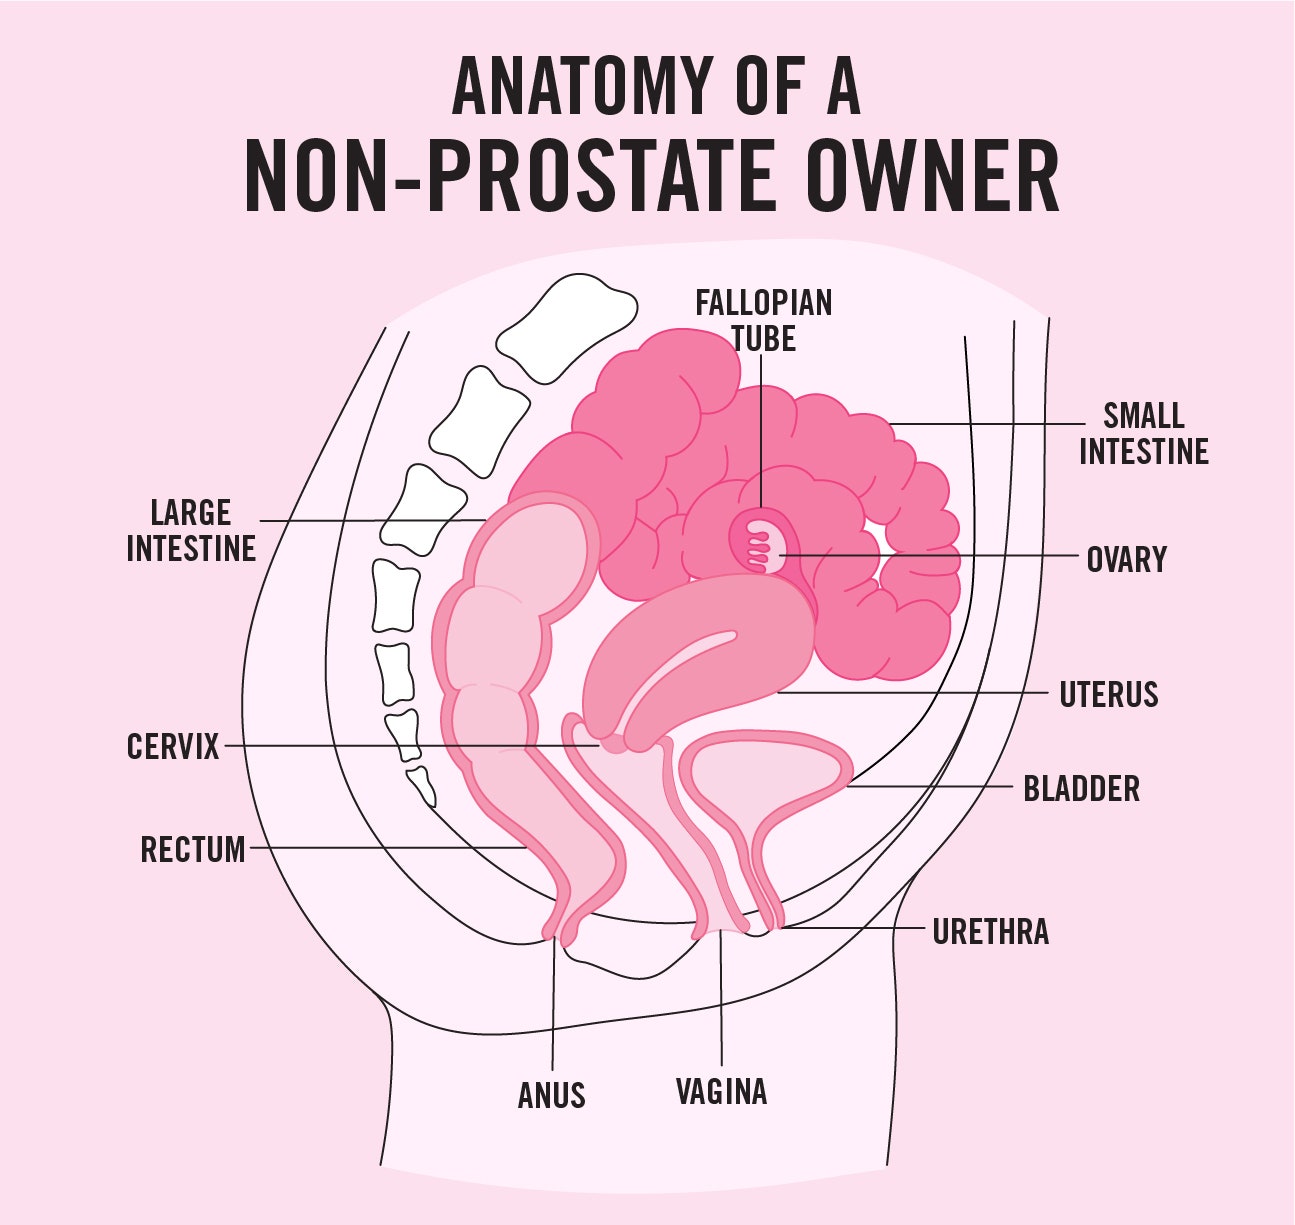 ANATOMY OF A
NON-PROSTATE OWNER
FALLOPIAN
TUBE
SMALL
INTESTINE
LARGE
INTESTINE
OVARY
UTERUS
CERVIX
BLADDER
RECTUM
URETHRA
ANUS
VAGINA